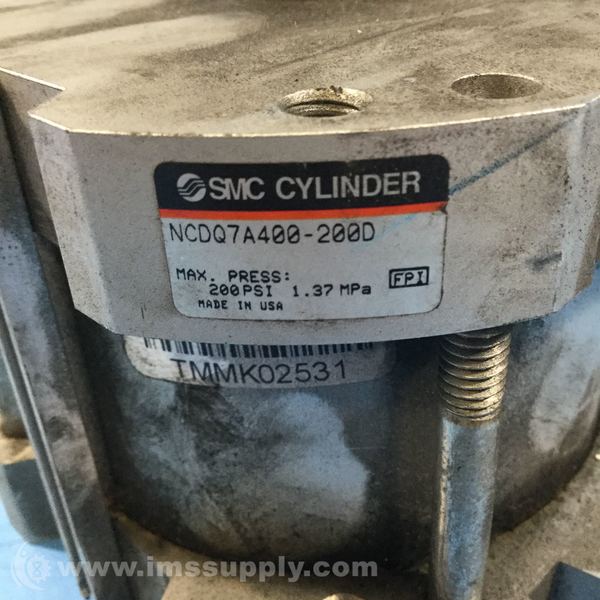 SMC CYLINDER
NCDQ7A400-200D
MAX. PRESS:
200PSI 1.37 MPa
FPI
MADE IN USA
TMMK02531
www.imssupply.com